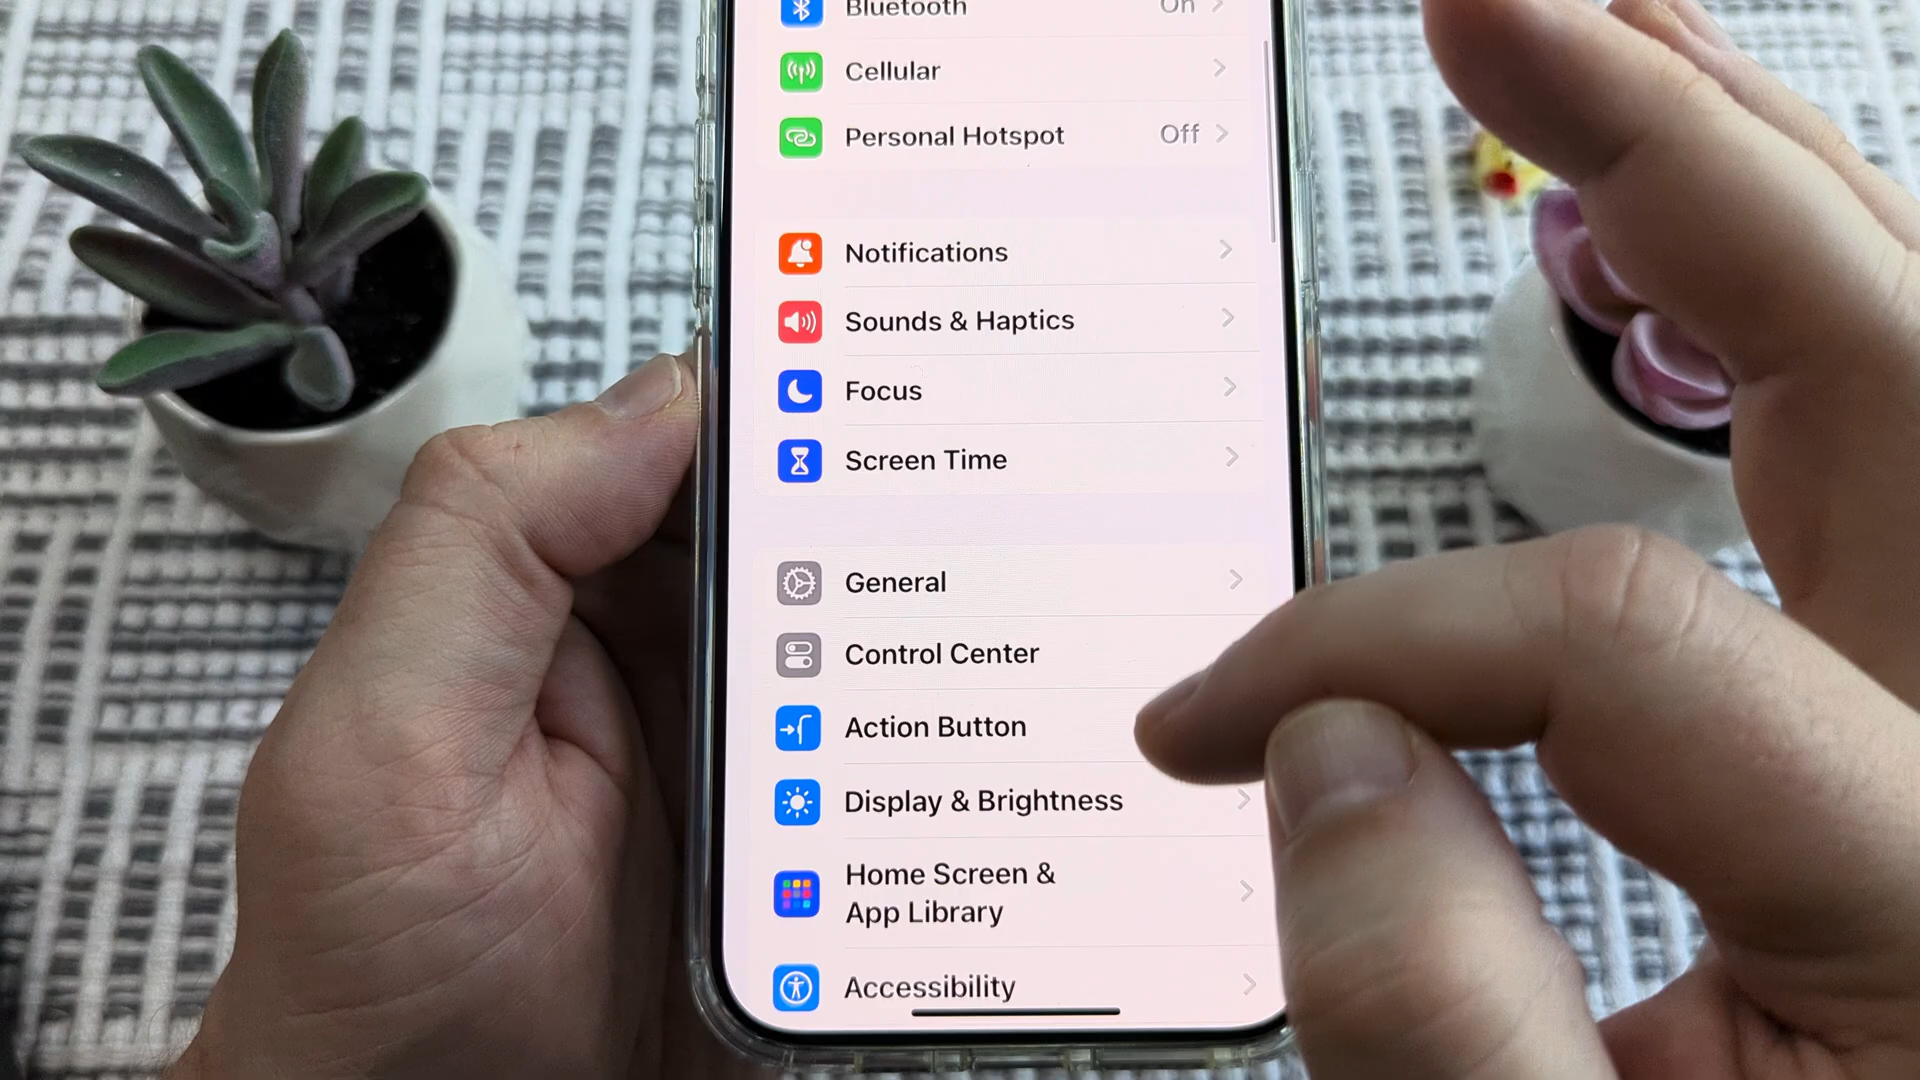 Bluetooth On
Cellular
Personal Hotspot Off
Notifications
Sounds & Haptics
Focus
Screen Time
General
Control Center
Action Button
Display & Brightness
Home Screen &
App Library
Accessibility